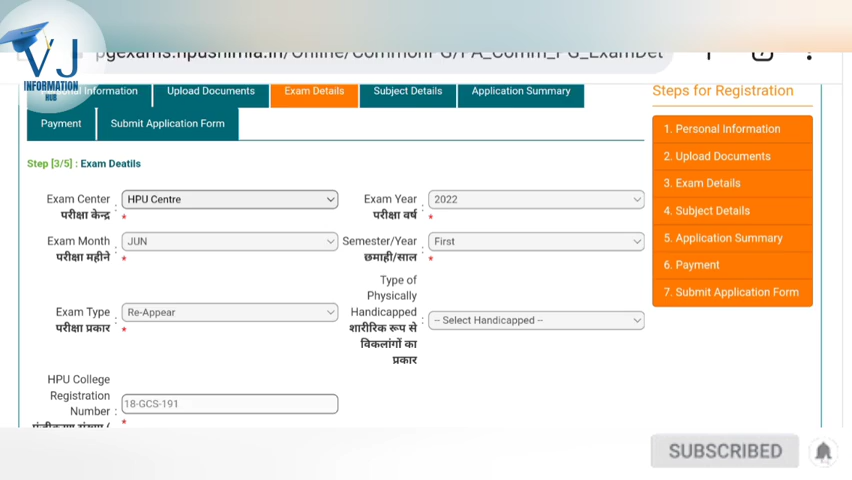 pgexams.hpushimla.in/Online/CommonPG/PA_Comm_PG_ExamDet
VJ
INFORMATION
HUB
Information
Upload Documents
Exam Details
Subject Details
Application Summary
Payment
Submit Application Form
Step [3/5] : Exam Deatils
Exam Center
परीक्षा केन्द्र
:
*
HPU Centre
Exam Year
परीक्षा वर्ष
:
*
2022
Exam Month
परीक्षा महीने
:
*
JUN
Semester/Year
छमाही/साल
:
*
First
Exam Type
परीक्षा प्रकार
:
*
Re-Appear
Type of
Physically
Handicapped
शारीरिक रूप से
विकलांगों का
प्रकार
:
-- Select Handicapped --
HPU College
Registration
Number :
*
18-GCS-191
Steps for Registration
1. Personal Information
2. Upload Documents
3. Exam Details
4. Subject Details
5. Application Summary
6. Payment
7. Submit Application Form
SUBSCRIBED